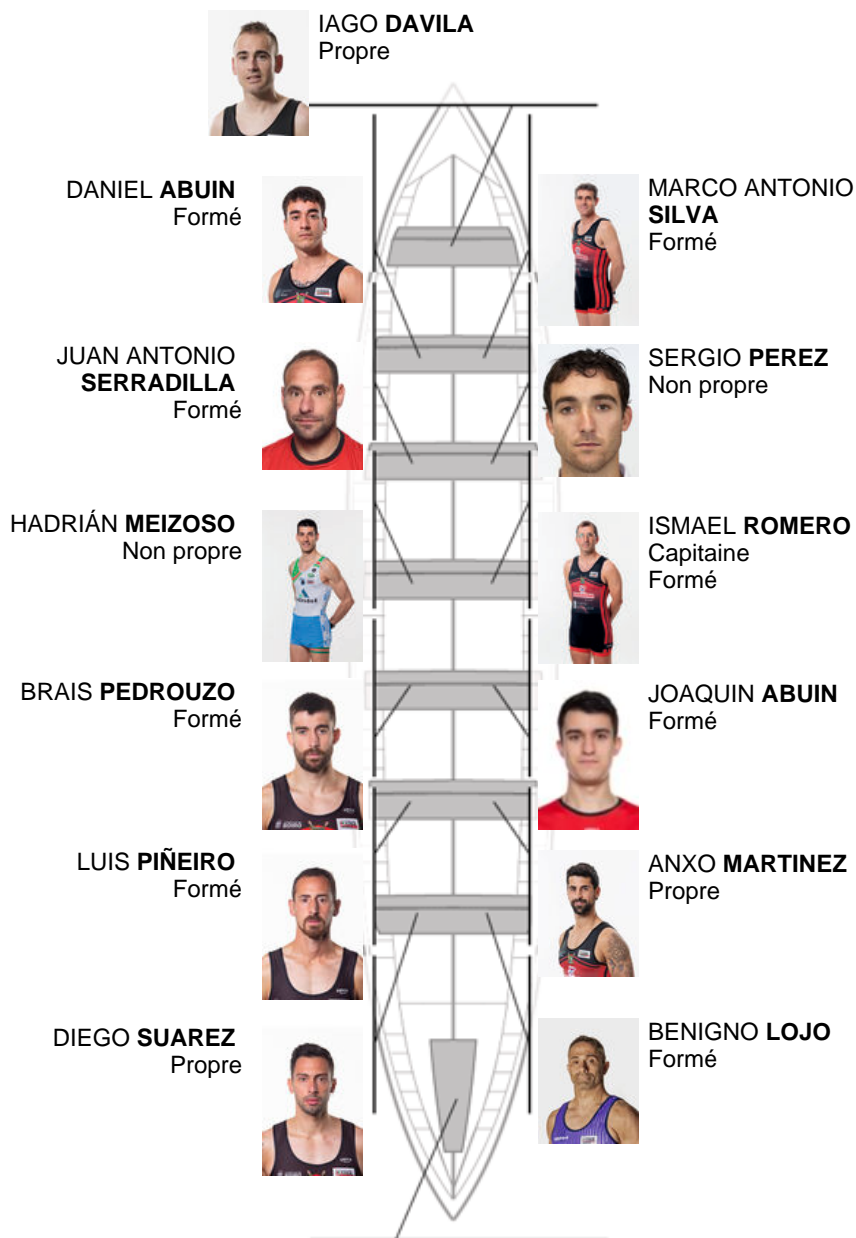 IAGO DAVILA
Propre
DANIEL ABUIN
Formé
MARCO ANTONIO
SILVA
Formé
JUAN ANTONIO
SERRADILLA
Formé
SERGIO PEREZ
Non propre
HADRIÁN MEIZOSO
Non propre
ISMAEL ROMERO
Capitaine
Formé
BRAIS PEDROUZO
Formé
JOAQUIN ABUIN
Formé
LUIS PIÑEIRO
Formé
ANXO MARTINEZ
Propre
DIEGO SUAREZ
Propre
BENIGNO LOJO
Formé